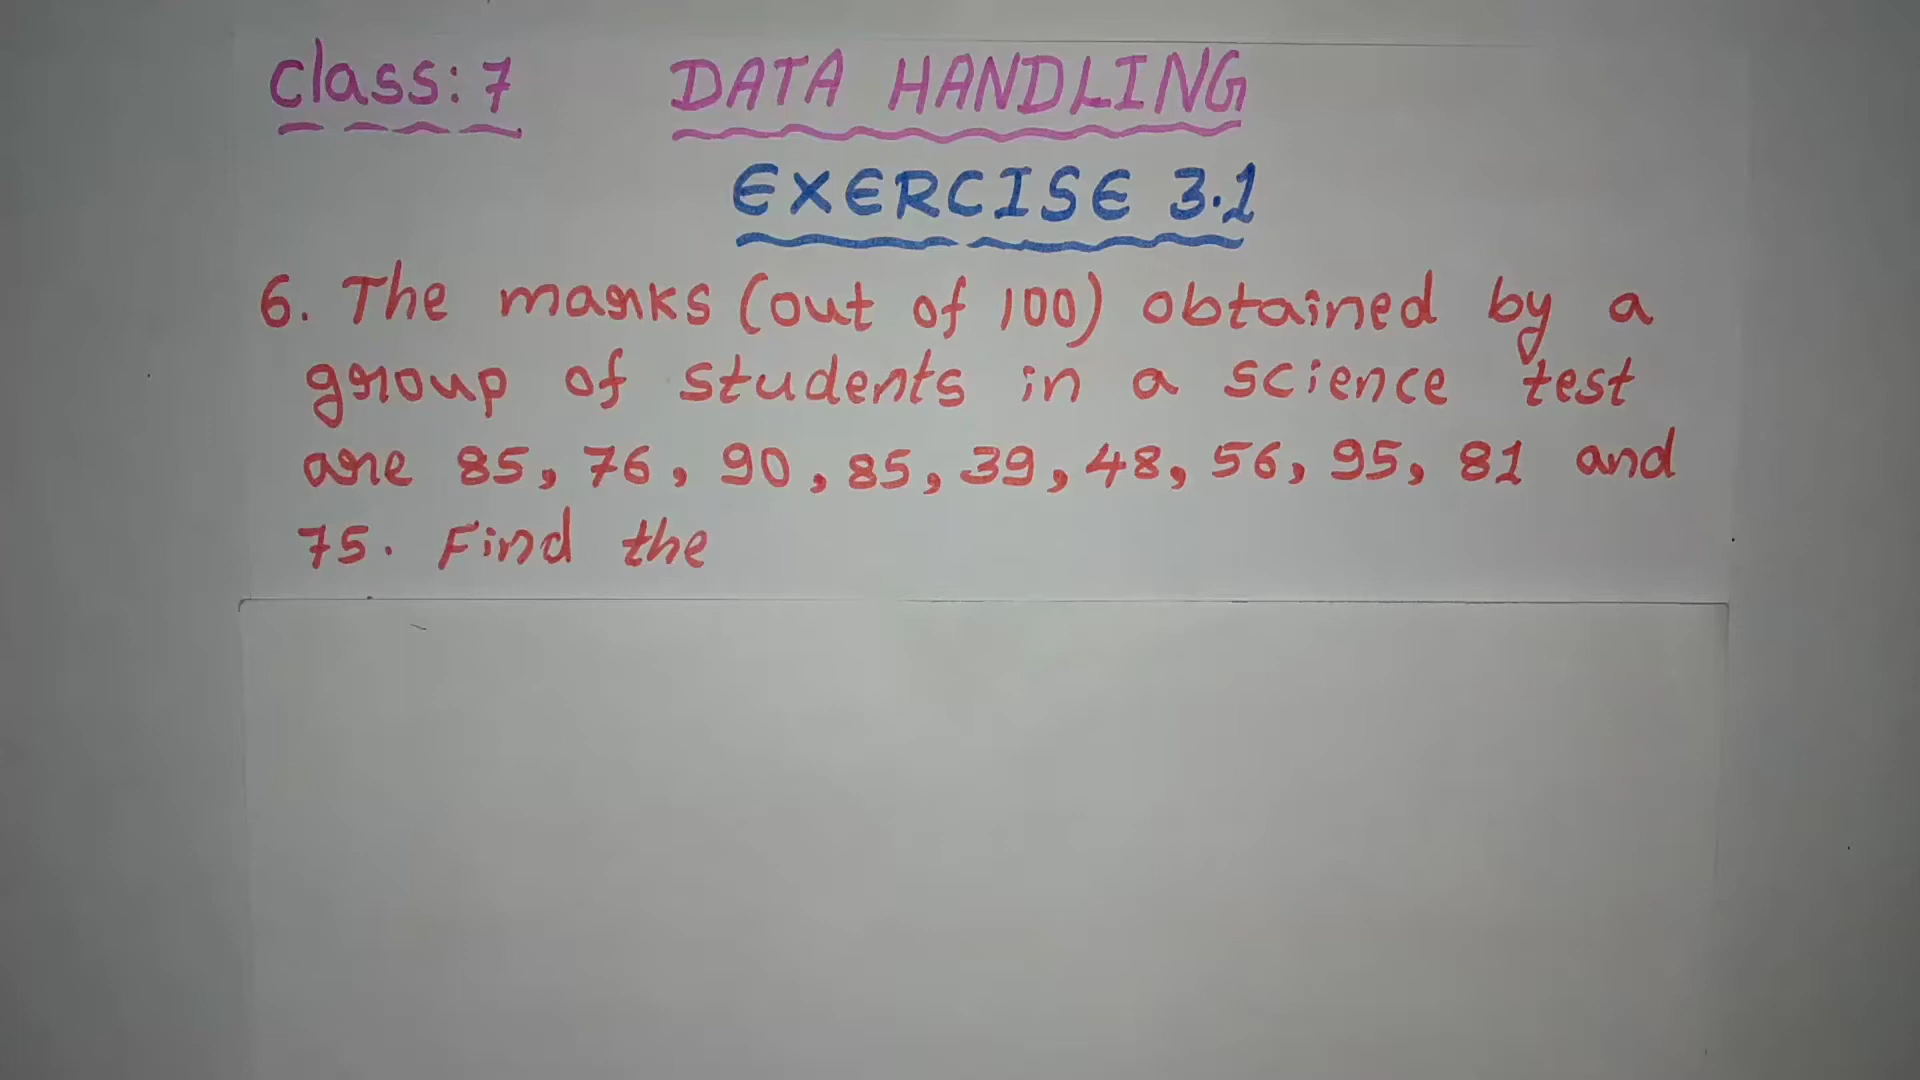 class: 7 DATA HANDLING
EXERCISE 3.1
6. The marks (out of 100) obtained by a
group of students in a science test
are 85, 76, 90, 85, 39, 48, 56, 95, 81 and
75. Find the